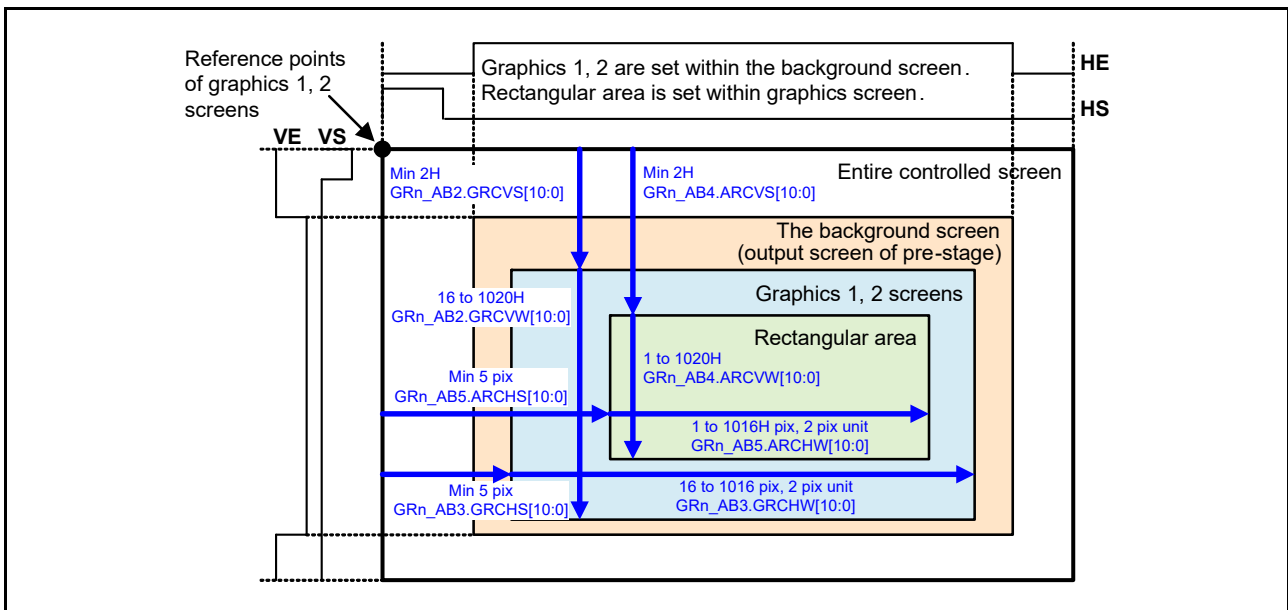 Reference points
of graphics 1, 2
screens
Graphics 1, 2 are set within the background screen.
Rectangular area is set within graphics screen.
HE
HS
VE VS
Min 2H
GRn_AB2.GRCVS[10:0]
Min 2H
GRn_AB4.ARCVS[10:0]
Entire controlled screen
The background screen
(output screen of pre-stage)
16 to 1020H
GRn_AB2.GRCVW[10:0]
Graphics 1, 2 screens
Rectangular area
1 to 1020H
GRn_AB4.ARCVW[10:0]
Min 5 pix
GRn_AB5.ARCHS[10:0]
1 to 1016H pix, 2 pix unit
GRn_AB5.ARCHW[10:0]
Min 5 pix
GRn_AB3.GRCHS[10:0]
16 to 1016 pix, 2 pix unit
GRn_AB3.GRCHW[10:0]